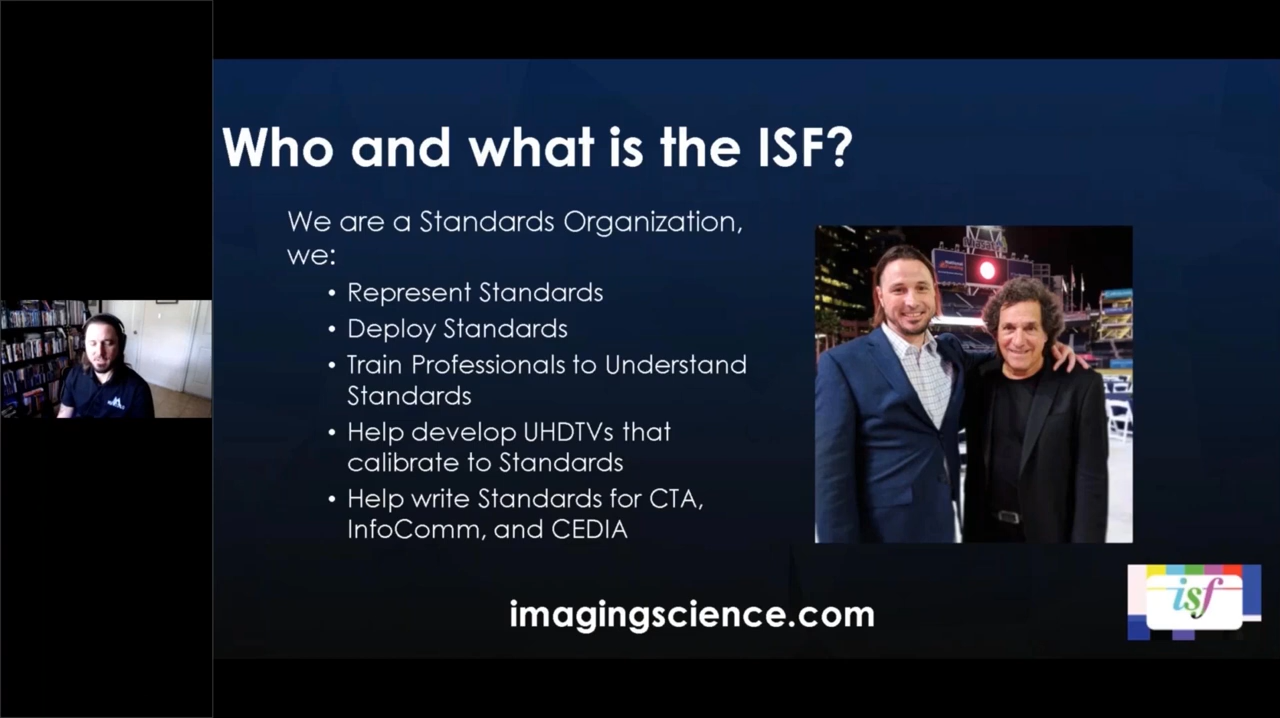 Who and what is the ISF?
We are a Standards Organization,
we:
• Represent Standards
• Deploy Standards
• Train Professionals to Understand
Standards
• Help develop UHDTVs that
calibrate to Standards
• Help write Standards for CTA,
InfoComm, and CEDIA
imagingscience.com
isf